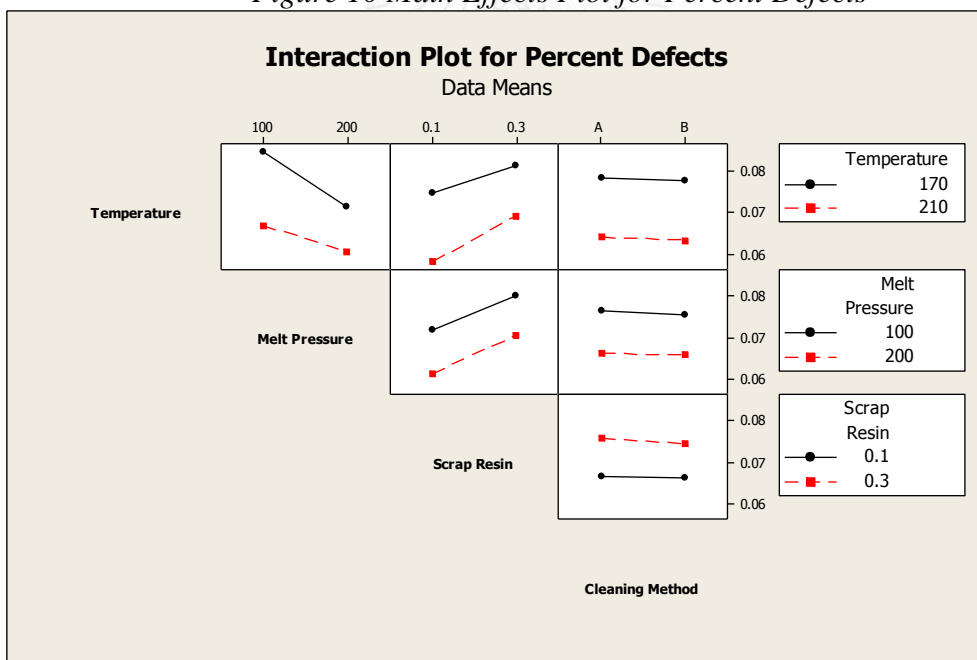 Figure 10 Main Effects Plot for Percent Defects
Interaction Plot for Percent Defects
Data Means
100 200 0.1 0.3 A B
Temperature
0.08
0.07
0.06
Temperature
170
210
Melt Pressure
0.08
0.07
0.06
Melt
Pressure
100
200
Scrap Resin
0.08
0.07
0.06
Scrap
Resin
0.1
0.3
Cleaning Method